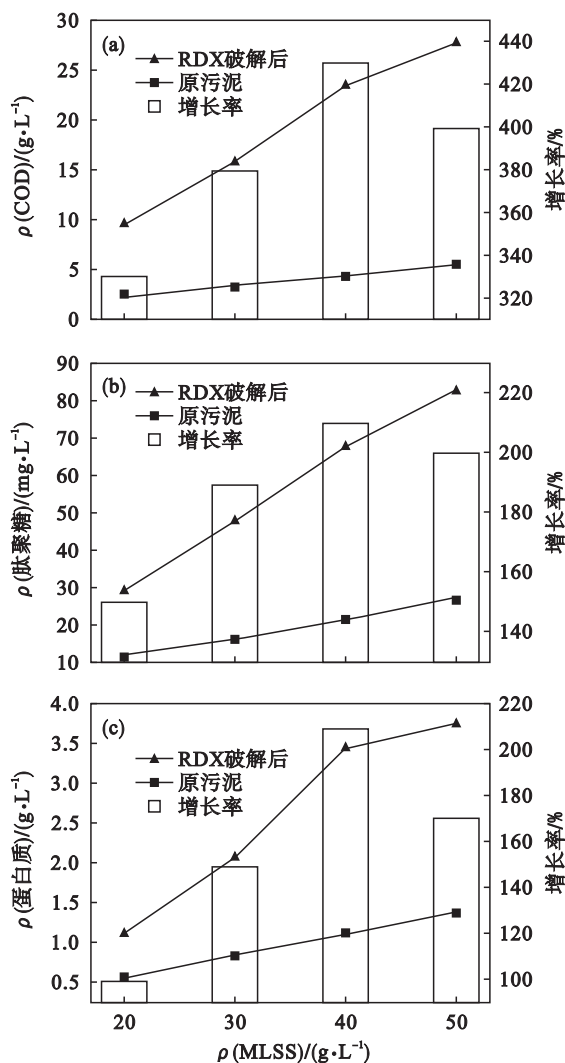 (a)
RDX破解后
原污泥
增长率
30
25
20
15
10
5
0
ρ(COD)/(g·L⁻¹)
440
420
400
380
360
340
320
增长率/%
(b)
RDX破解后
原污泥
增长率
90
80
70
60
50
40
30
20
10
ρ(肽聚糖)/(mg·L⁻¹)
220
200
180
160
140
增长率/%
(c)
RDX破解后
原污泥
增长率
4.0
3.5
3.0
2.5
2.0
1.5
1.0
0.5
ρ(蛋白质)/(g·L⁻¹)
220
200
180
160
140
120
100
增长率/%
20 30 40 50
ρ(MLSS)/(g·L⁻¹)